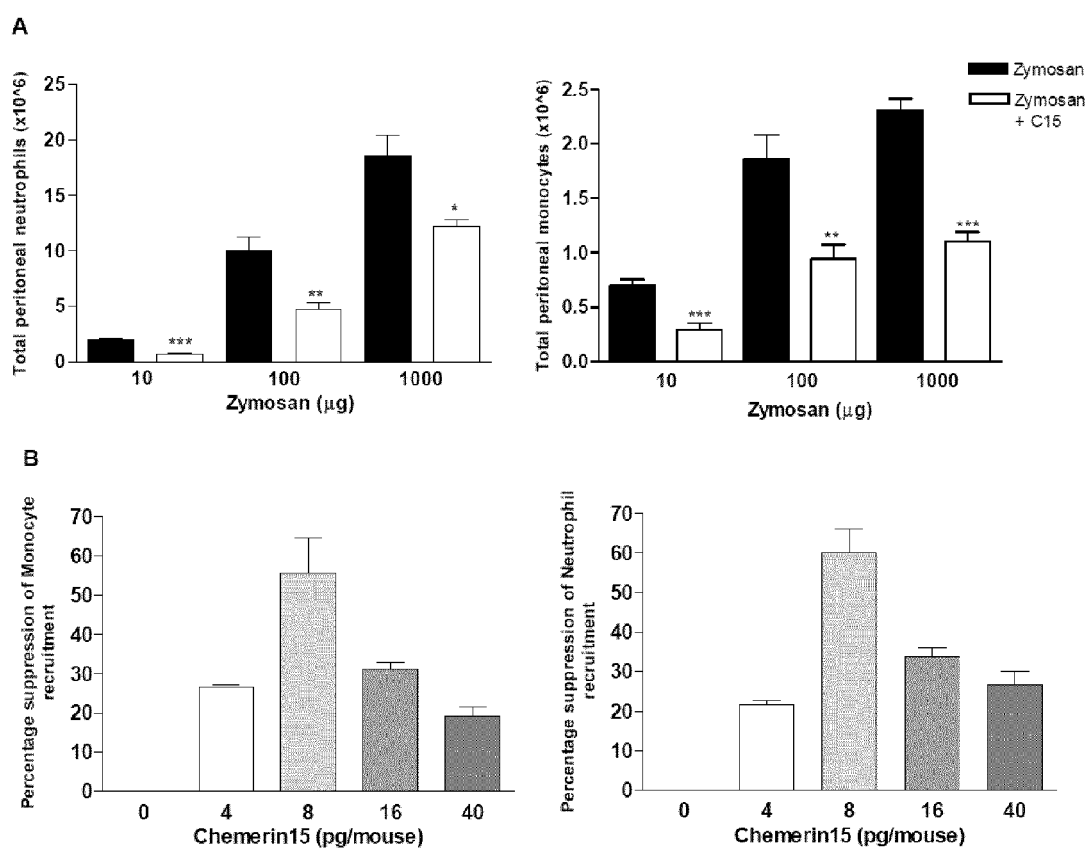 A
Total peritoneal neutrophils (x10^6)
25
20
15
10
5
0
***
**
*
10 100 1000
Zymosan (µg)
Total peritoneal monocytes (x10^6)
2.5
2.0
1.5
1.0
0.5
0.0
***
**
***
10 100 1000
Zymosan (µg)
Zymosan
Zymosan
+ C15
B
Percentage suppression of Monocyte
recruitment
70
60
50
40
30
20
10
0
0 4 8 16 40
Chemerin15 (pg/mouse)
Percentage suppression of Neutrophil
recruitment
70
60
50
40
30
20
10
0
0 4 8 16 40
Chemerin15 (pg/mouse)